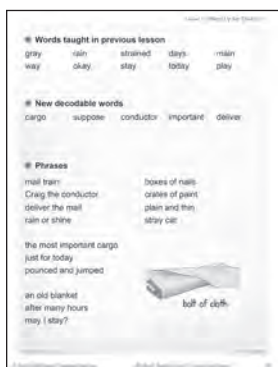 Words taught in previous lesson
gray rain strained days main
way okay stay today play
New decodable words
cargo suppose conductor important deliver
Phrases
mail train boxes of nails
Craig the conductor crates of paint
deliver the mail plain and thin
rain or shine stray cat
the most important cargo
just for today
pounced and jumped
an old blanket
after many hours
may I stay?
bolt of cloth